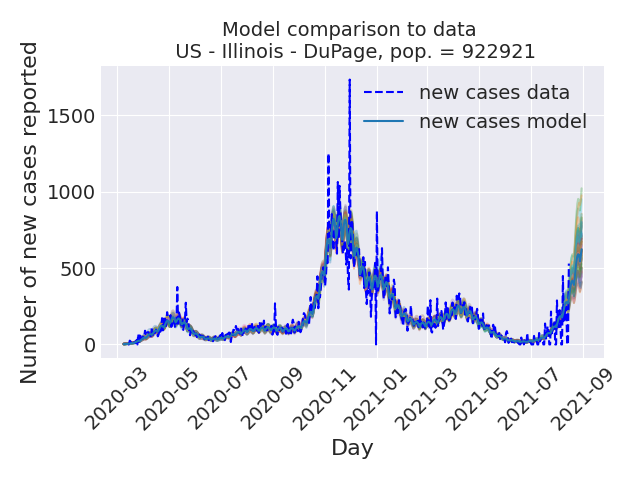 Model comparison to data
US - Illinois - DuPage, pop. = 922921
Number of new cases reported
1500
1000
500
0
new cases data
new cases model
2020-03
2020-05
2020-07
2020-09
2020-11
2021-01
2021-03
2021-05
2021-07
2021-09
Day